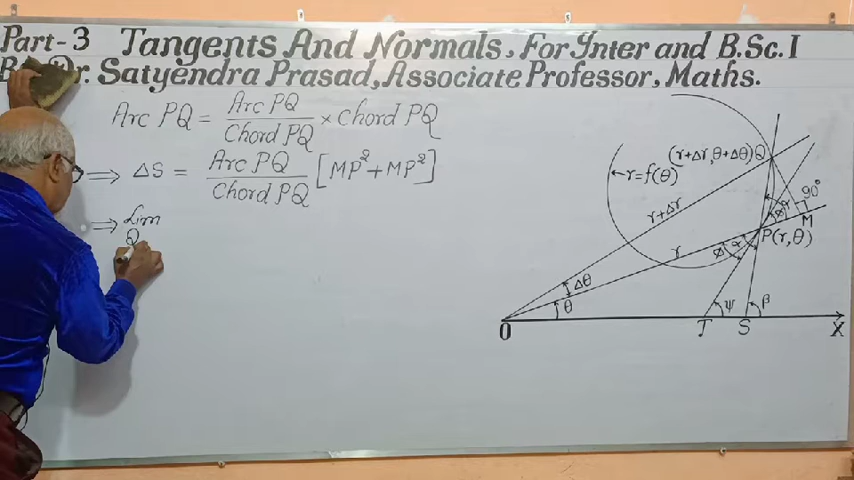 Part-3 Tangents And Normals, For Inter and B.Sc. I
Dr. Satyendra Prasad, Associate Professor, Maths.
Arc PQ = Arc PQ / Chord PQ × Chord PQ
⇒ ΔS = Arc PQ / Chord PQ [MP² + MP²]
⇒ Lim
Q
(r+Δr, θ+Δθ)Q
r=f(θ)
90°
r+Δr
M
r
P(r,θ)
ϕ α
Δθ
θ
ψ
β
O
T
S
X